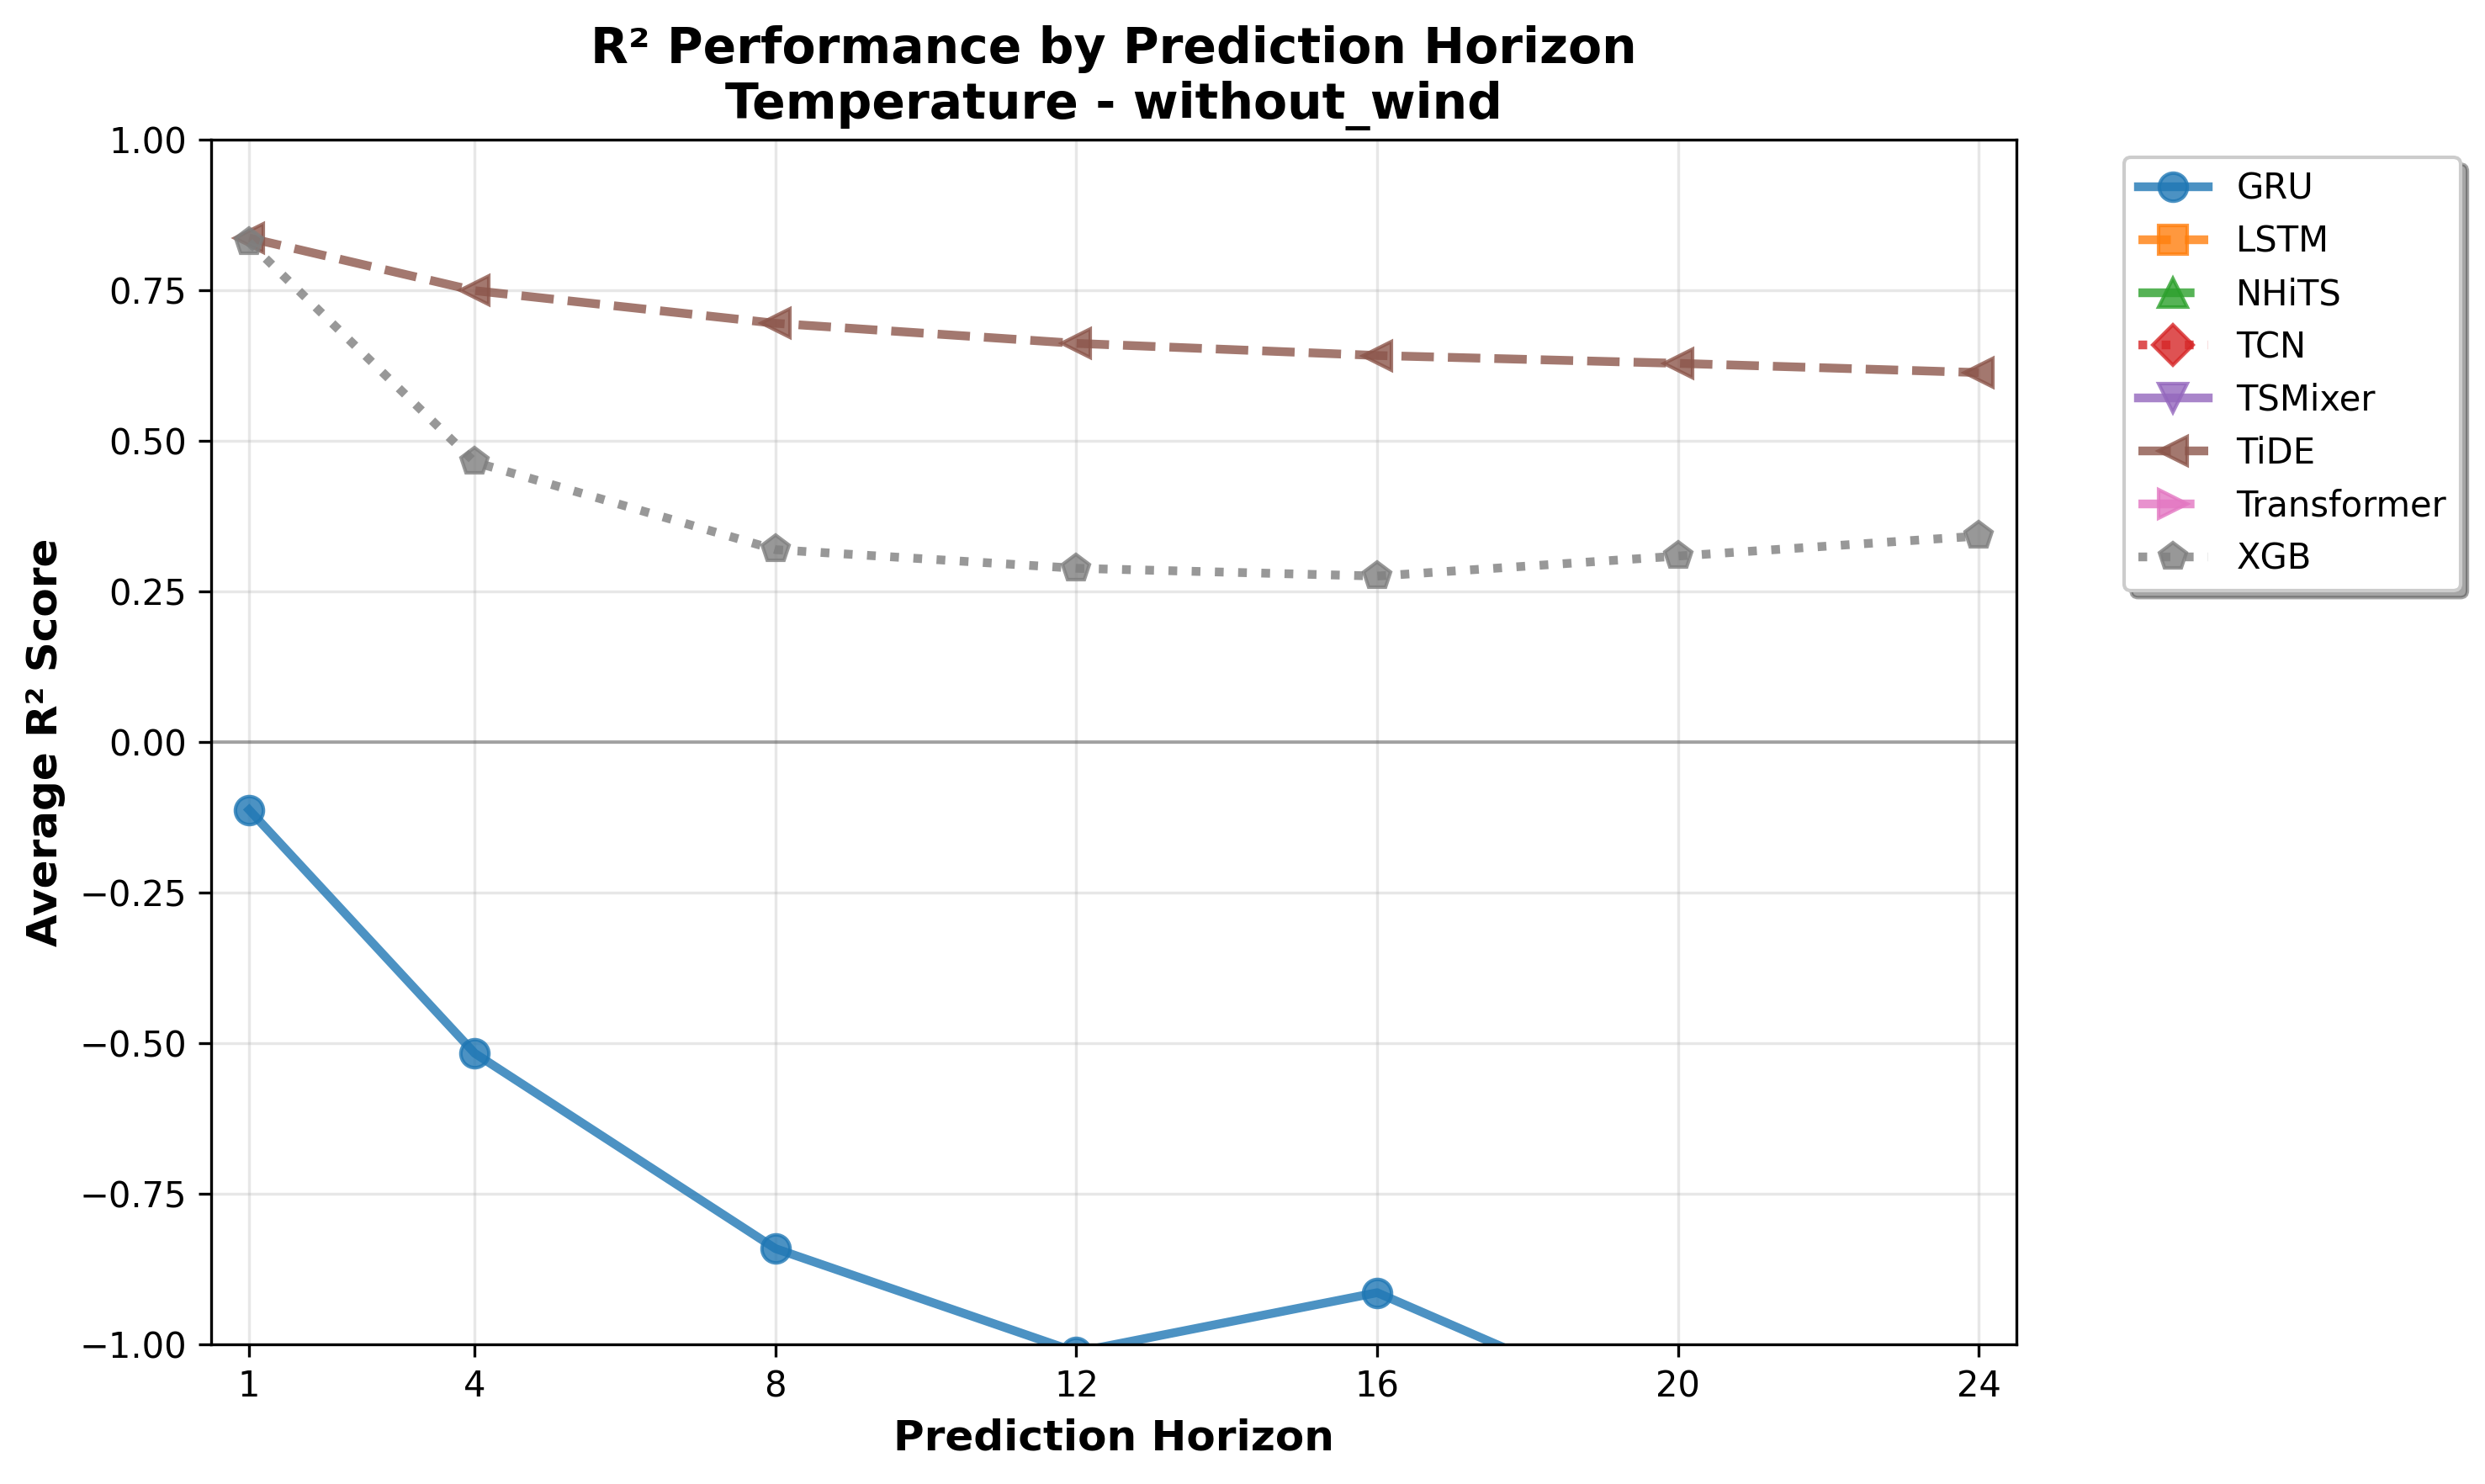 R² Performance by Prediction Horizon
Temperature - without_wind
Average R² Score
1.00
0.75
0.50
0.25
0.00
−0.25
−0.50
−0.75
−1.00
1 4 8 12 16 20 24
Prediction Horizon
GRU
LSTM
NHiTS
TCN
TSMixer
TiDE
Transformer
XGB